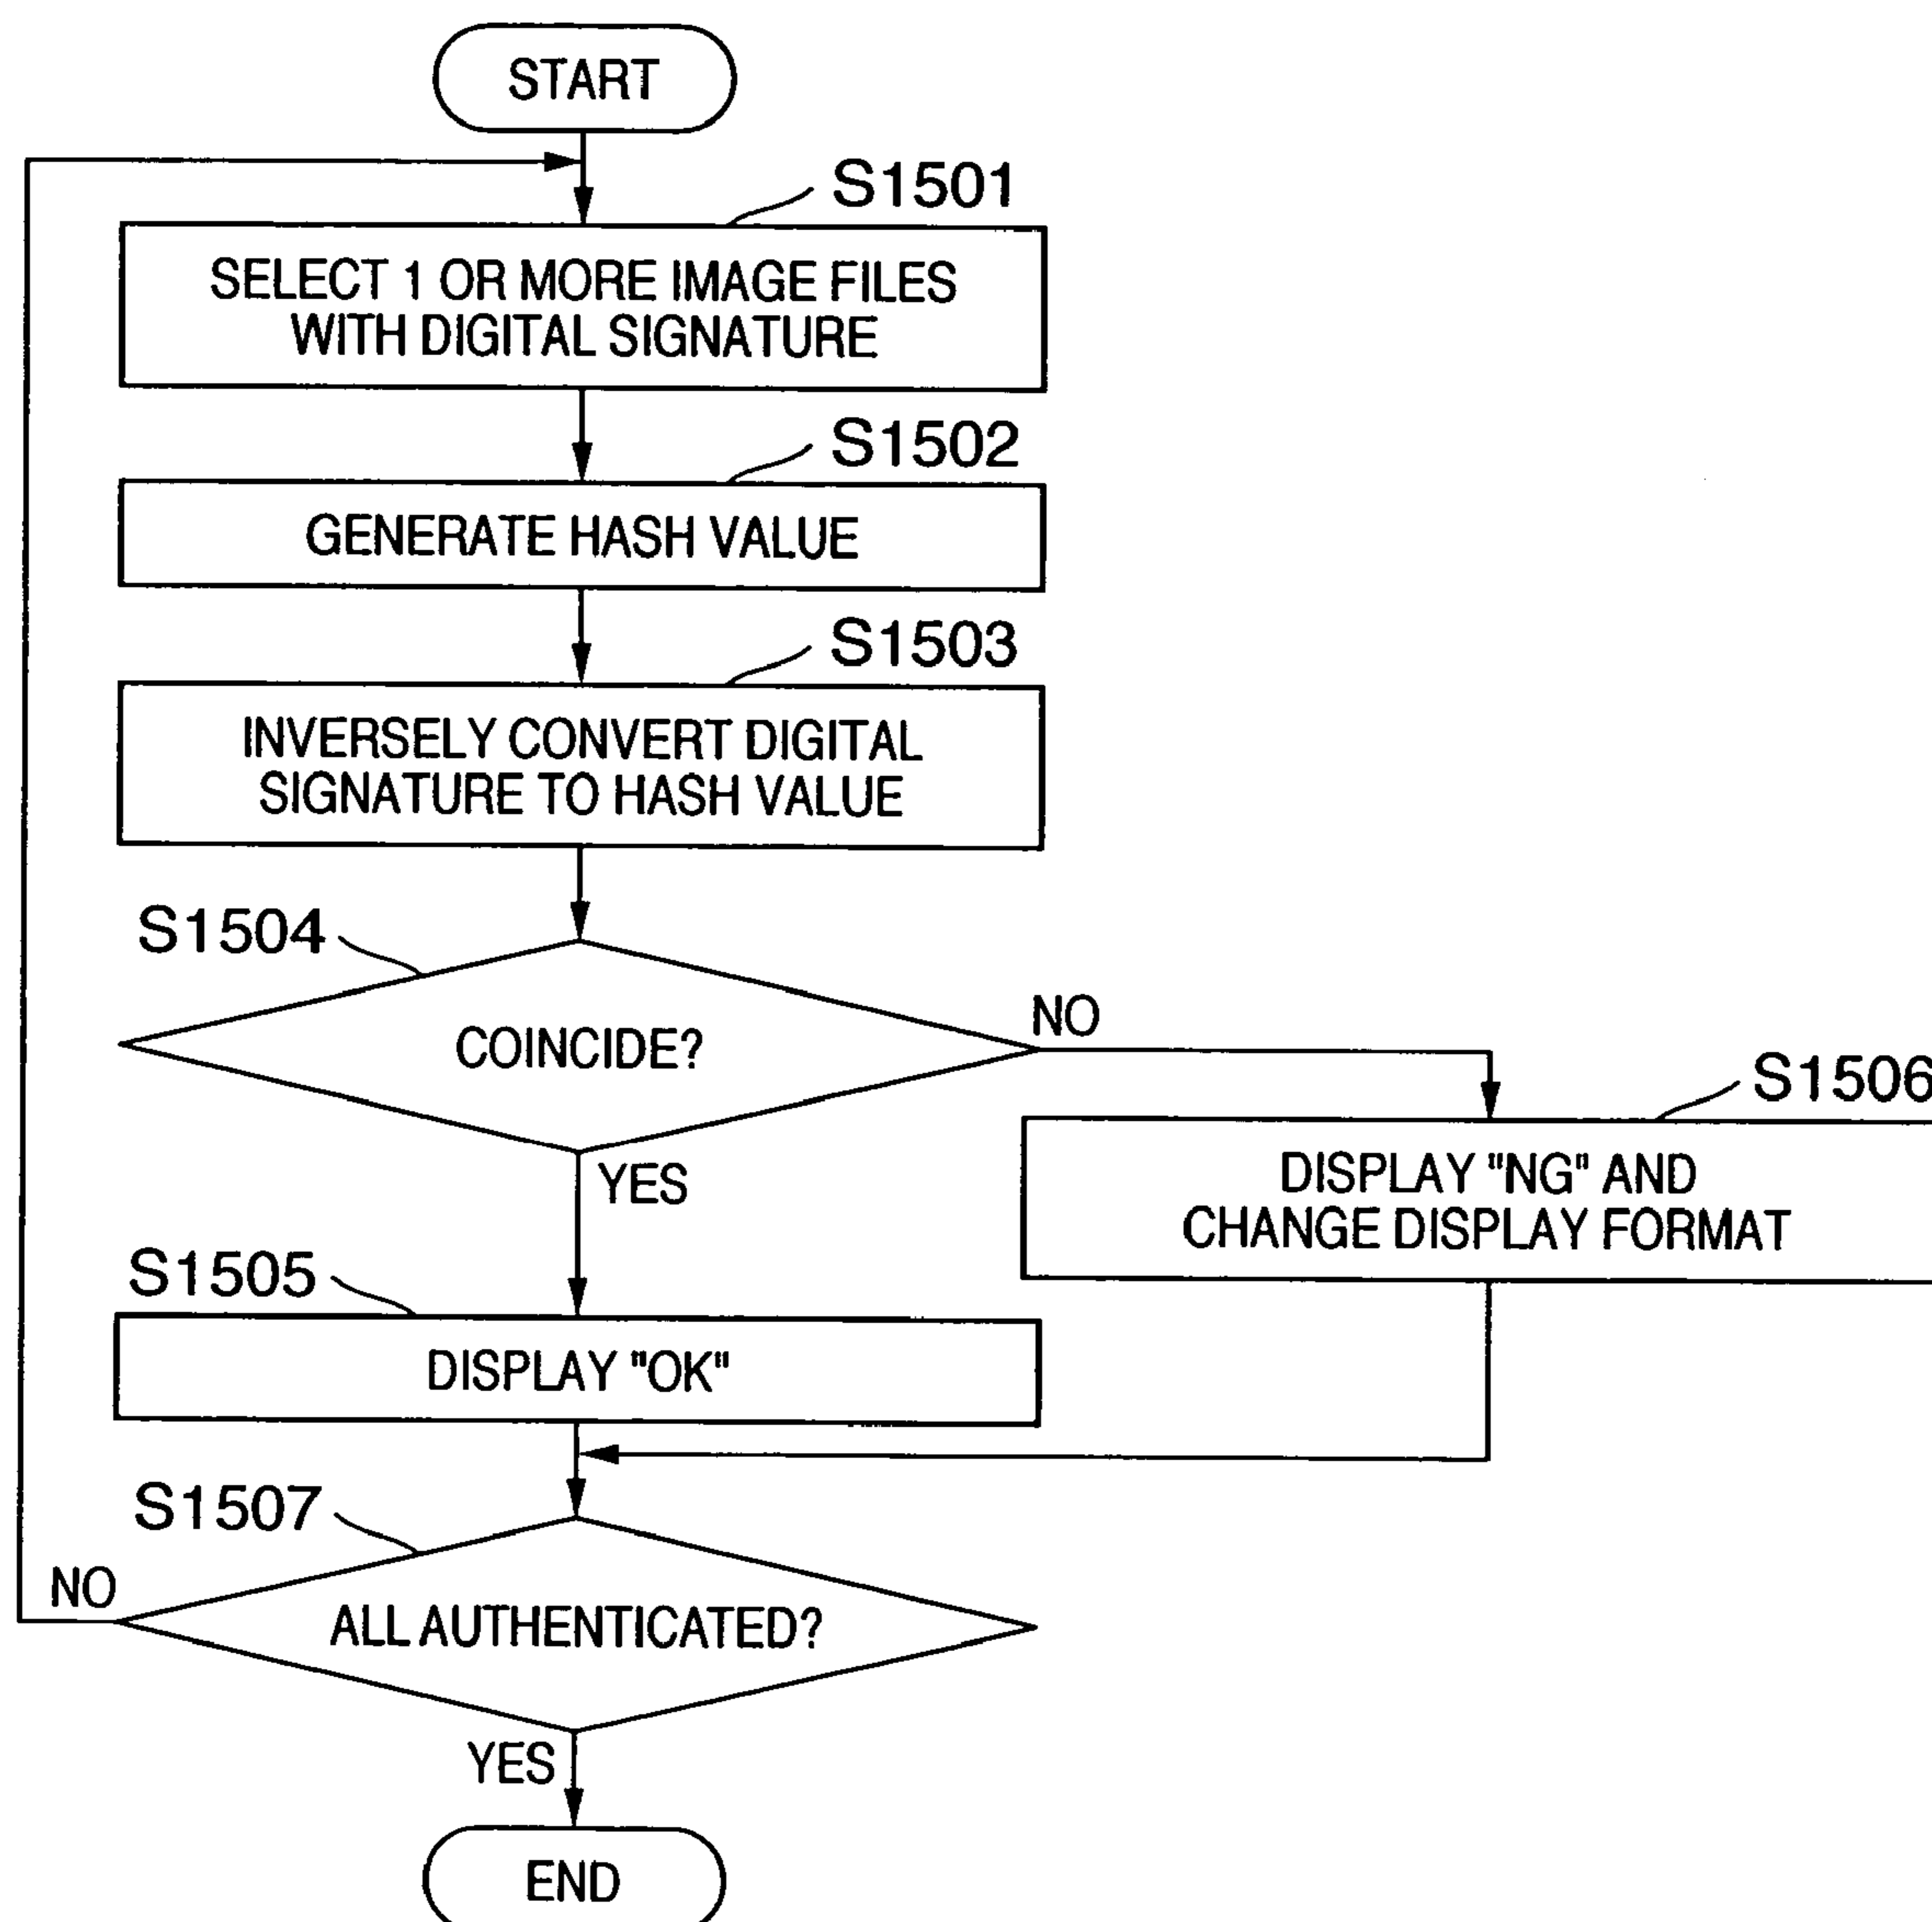 START
S1501
SELECT 1 OR MORE IMAGE FILES
WITH DIGITAL SIGNATURE
S1502
GENERATE HASH VALUE
S1503
INVERSELY CONVERT DIGITAL
SIGNATURE TO HASH VALUE
S1504
COINCIDE?
NO
YES
S1506
DISPLAY "NG" AND
CHANGE DISPLAY FORMAT
S1505
DISPLAY "OK"
S1507
NO
ALL AUTHENTICATED?
YES
END